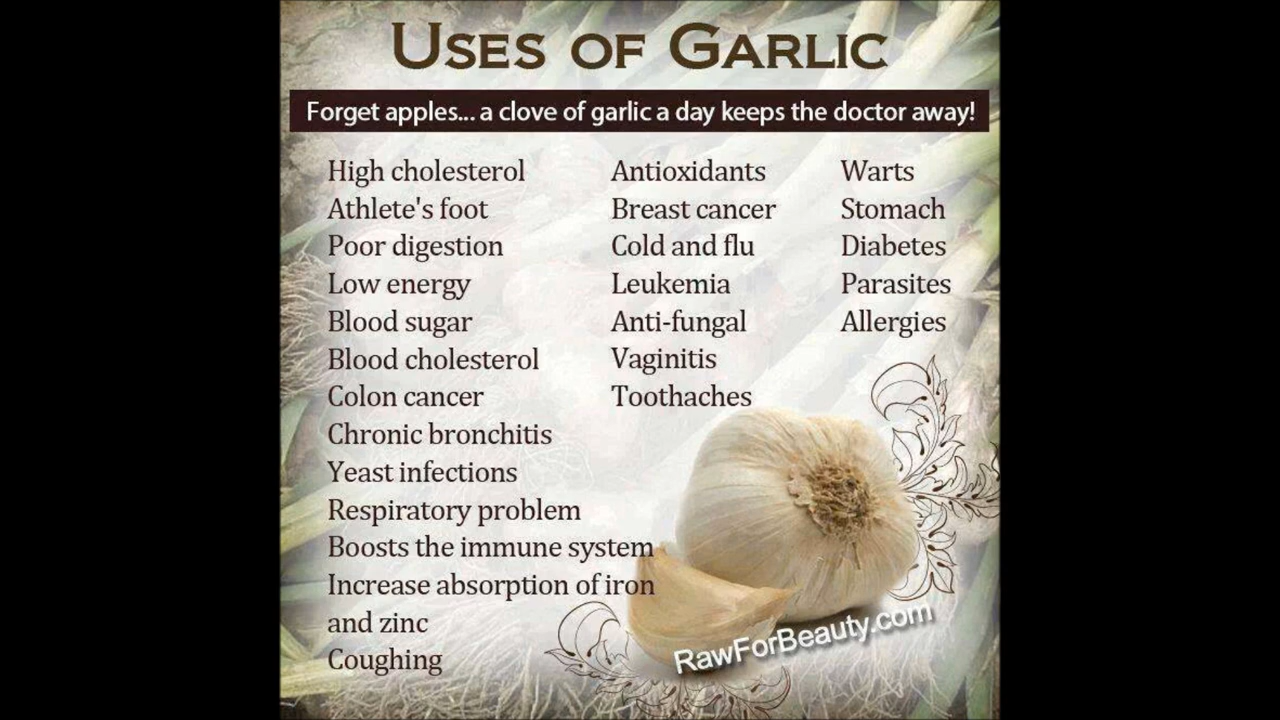 Uses of Garlic
Forget apples... a clove of garlic a day keeps the doctor away!
High cholesterol
Athlete's foot
Poor digestion
Low energy
Blood sugar
Blood cholesterol
Colon cancer
Chronic bronchitis
Yeast infections
Respiratory problem
Boosts the immune system
Increase absorption of iron
and zinc
Coughing
Antioxidants
Breast cancer
Cold and flu
Leukemia
Anti-fungal
Vaginitis
Toothaches
Warts
Stomach
Diabetes
Parasites
Allergies
RawForBeauty.com